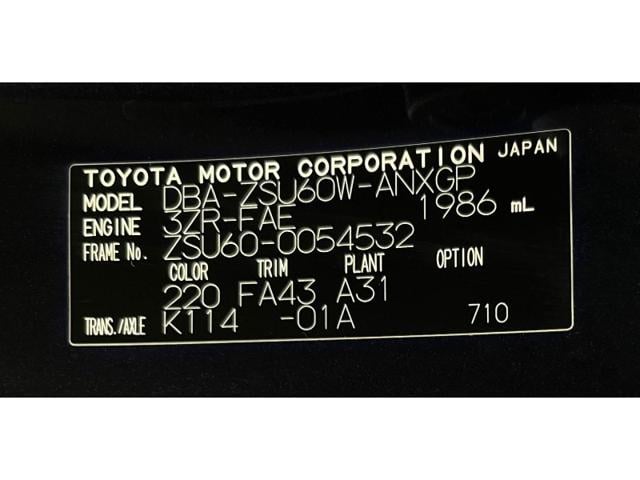 TOYOTA MOTOR CORPORATION JAPAN
MODEL DBA-ZSU60W-ANXGP
ENGINE 3ZR-FAE 1986 mL
FRAME No. ZSU60-0054532
COLOR TRIM PLANT OPTION
220 FA43 A31
TRANS./AXLE K114 -01A 710